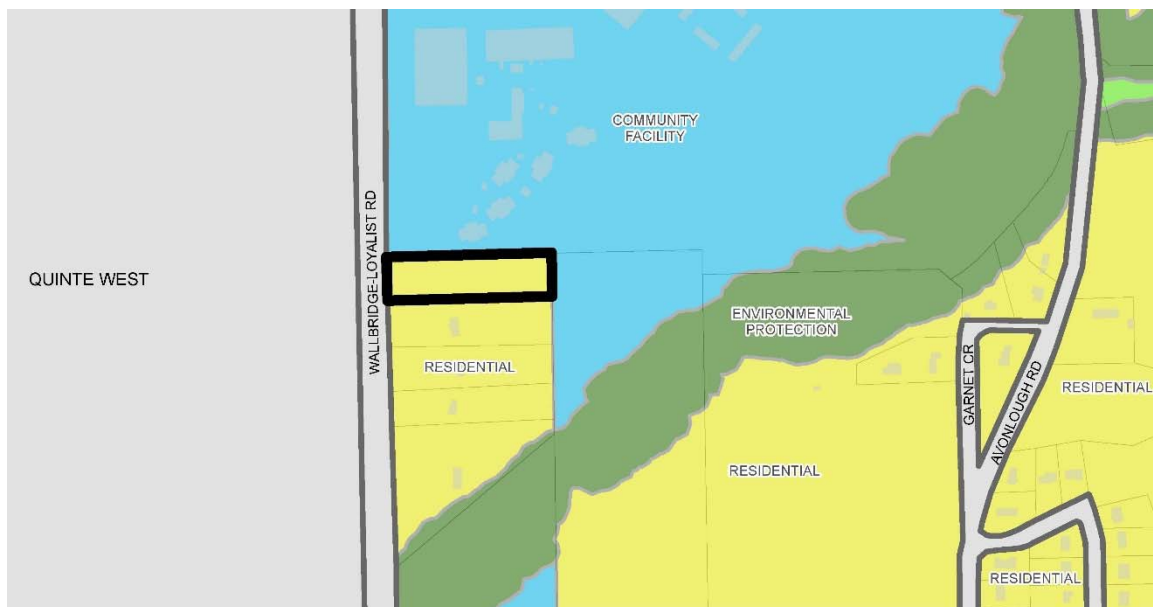 COMMUNITY
FACILITY
WALLBRIDGE-LOYALIST RD
QUINTE WEST
ENVIRONMENTAL
PROTECTION
RESIDENTIAL
GARNET CR
AVONLOUGH RD
RESIDENTIAL
RESIDENTIAL
RESIDENTIAL